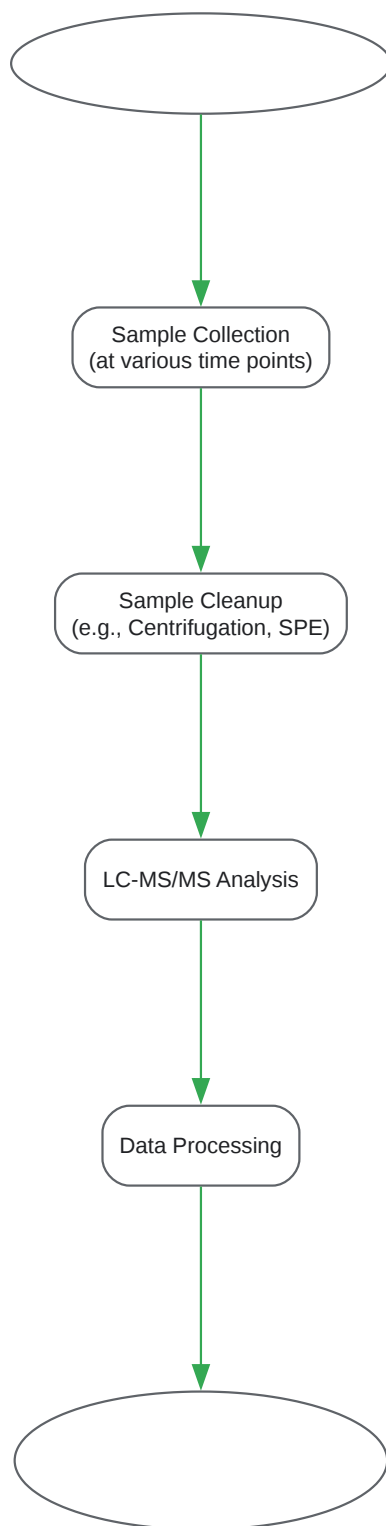 Sample Collection
(at various time points)
Sample Cleanup
(e.g., Centrifugation, SPE)
LC-MS/MS Analysis
Data Processing